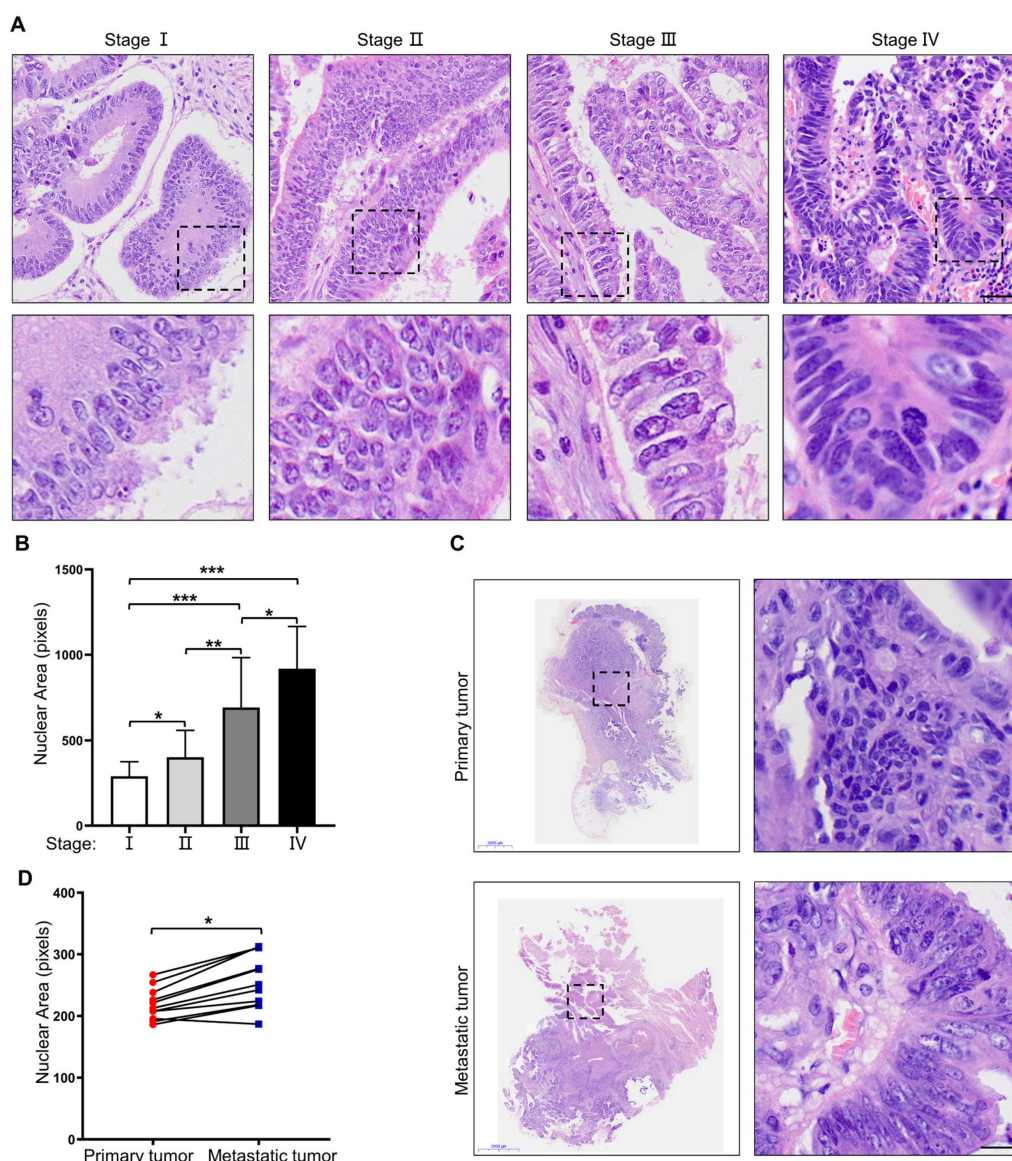 A
Stage Ⅰ
Stage Ⅱ
Stage Ⅲ
Stage Ⅳ
B
Nuclear Area (pixels)
1500
1000
500
0
***
***
*
**
*
Stage:
Ⅰ
Ⅱ
Ⅲ
Ⅳ
C
Primary tumor
Metastatic tumor
D
Nuclear Area (pixels)
400
300
200
100
0
*
Primary tumor
Metastatic tumor